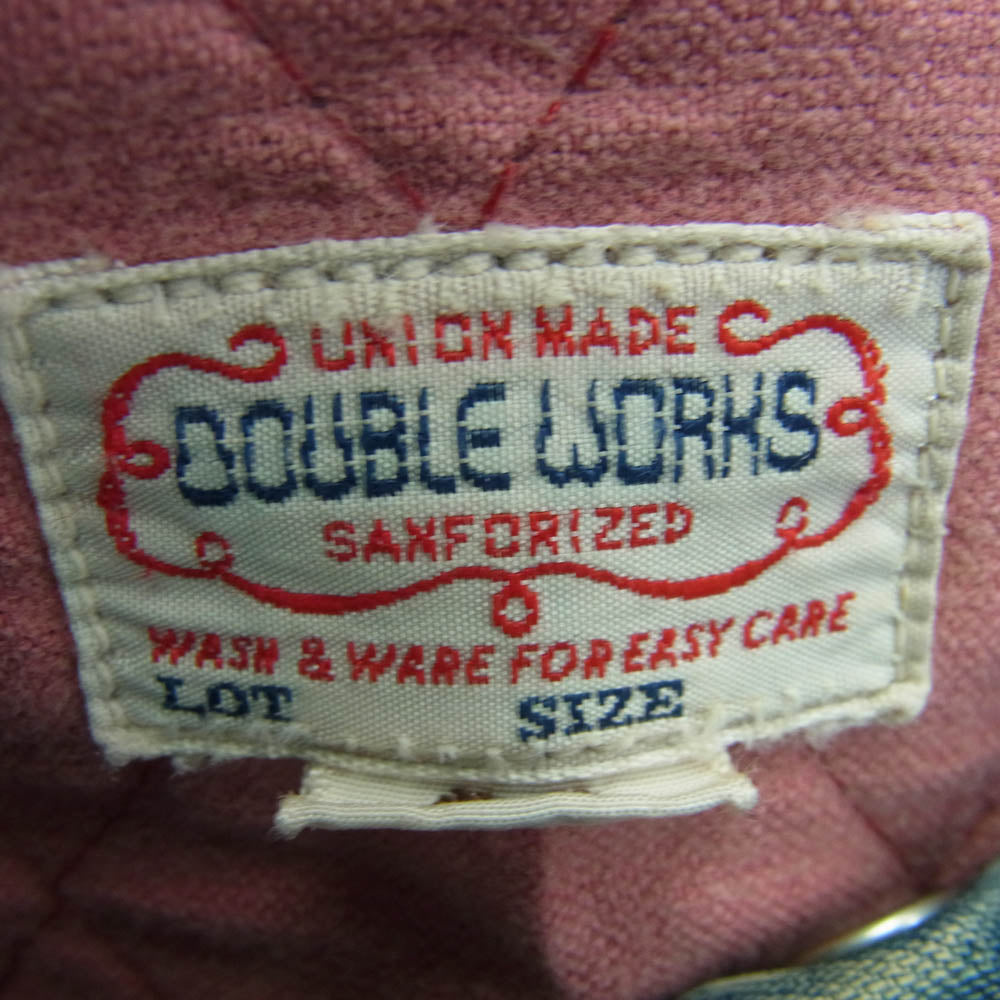 UNION MADE
DOUBLE WORKS
SANFORIZED
WASH & WARE FOR EASY CARE
LOT SIZE